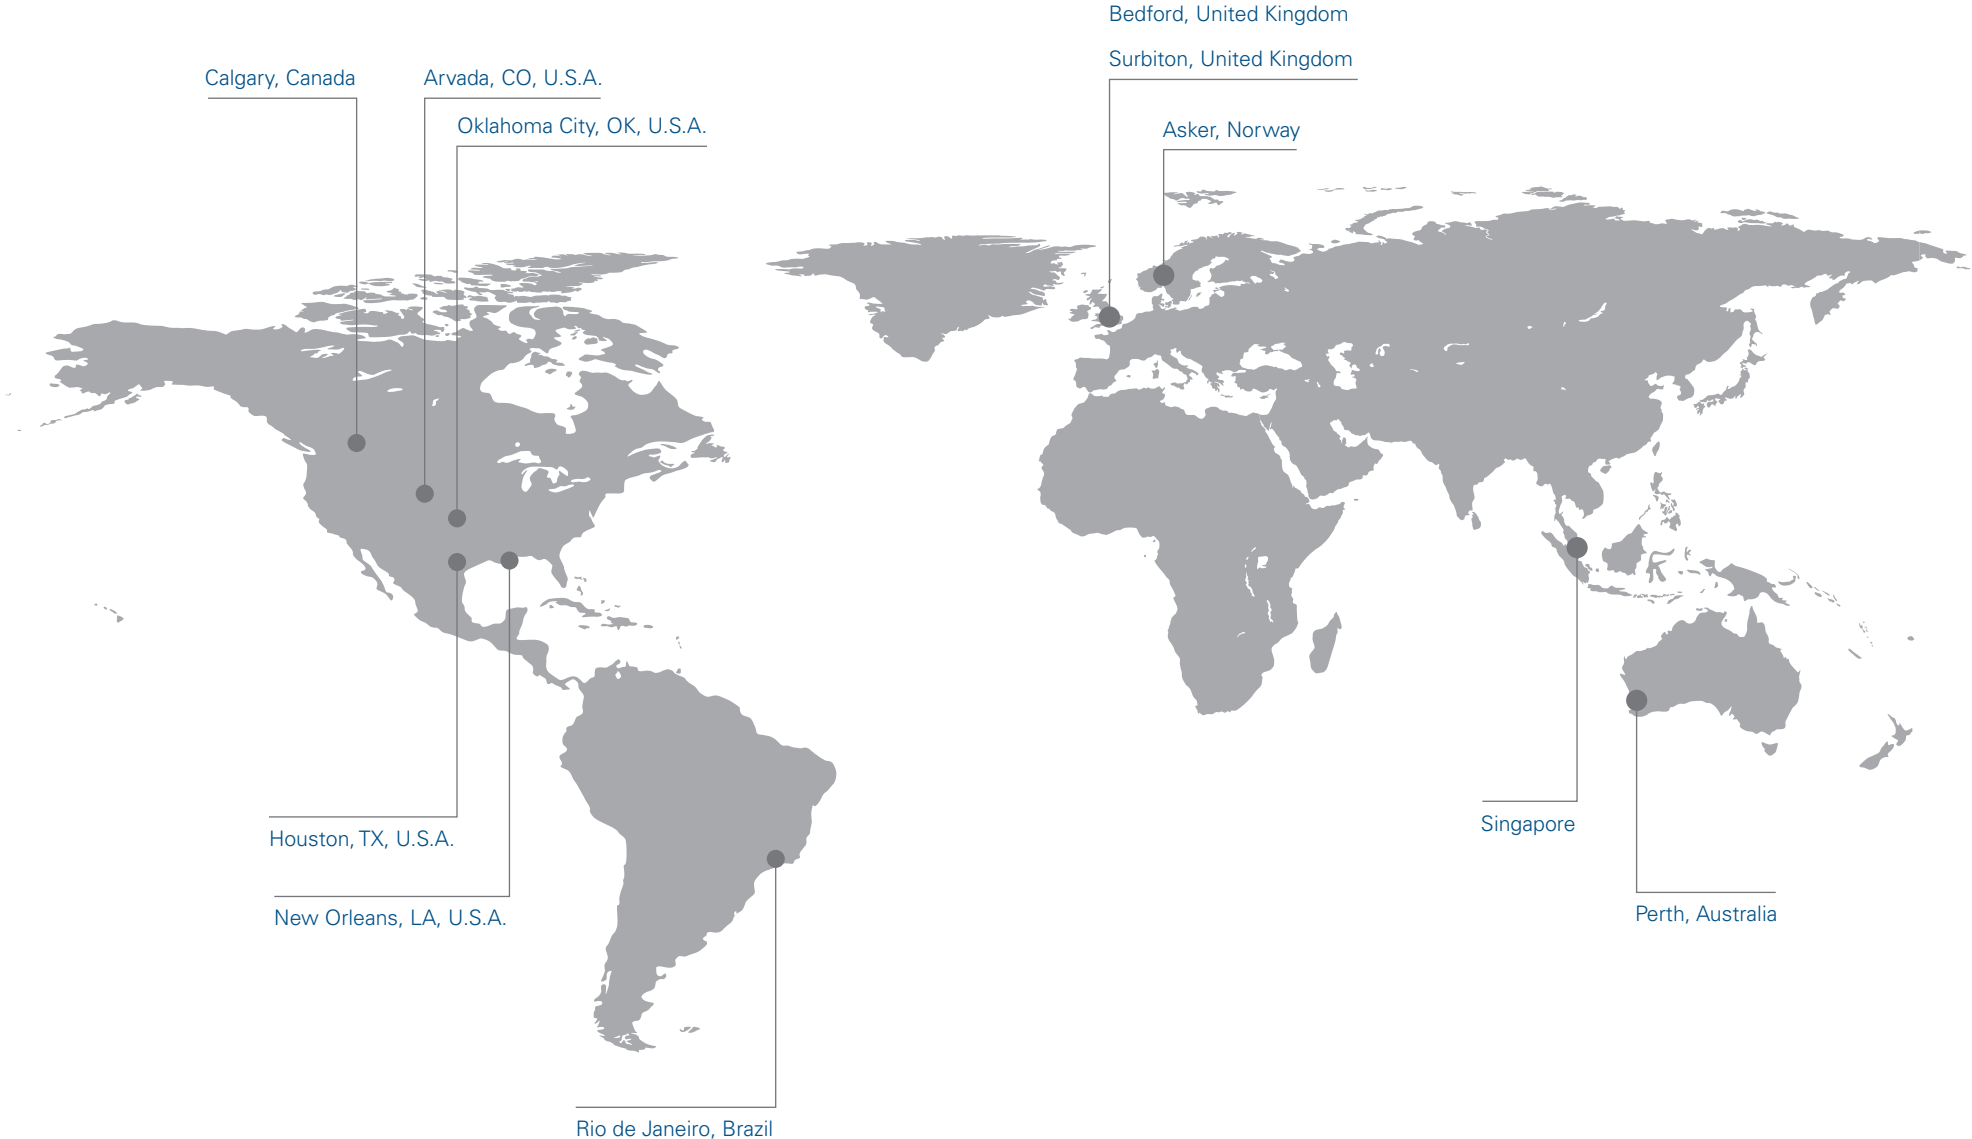 Bedford, United Kingdom
Surbiton, United Kingdom
Calgary, Canada
Arvada, CO, U.S.A.
Oklahoma City, OK, U.S.A.
Asker, Norway
Houston, TX, U.S.A.
New Orleans, LA, U.S.A.
Singapore
Perth, Australia
Rio de Janeiro, Brazil